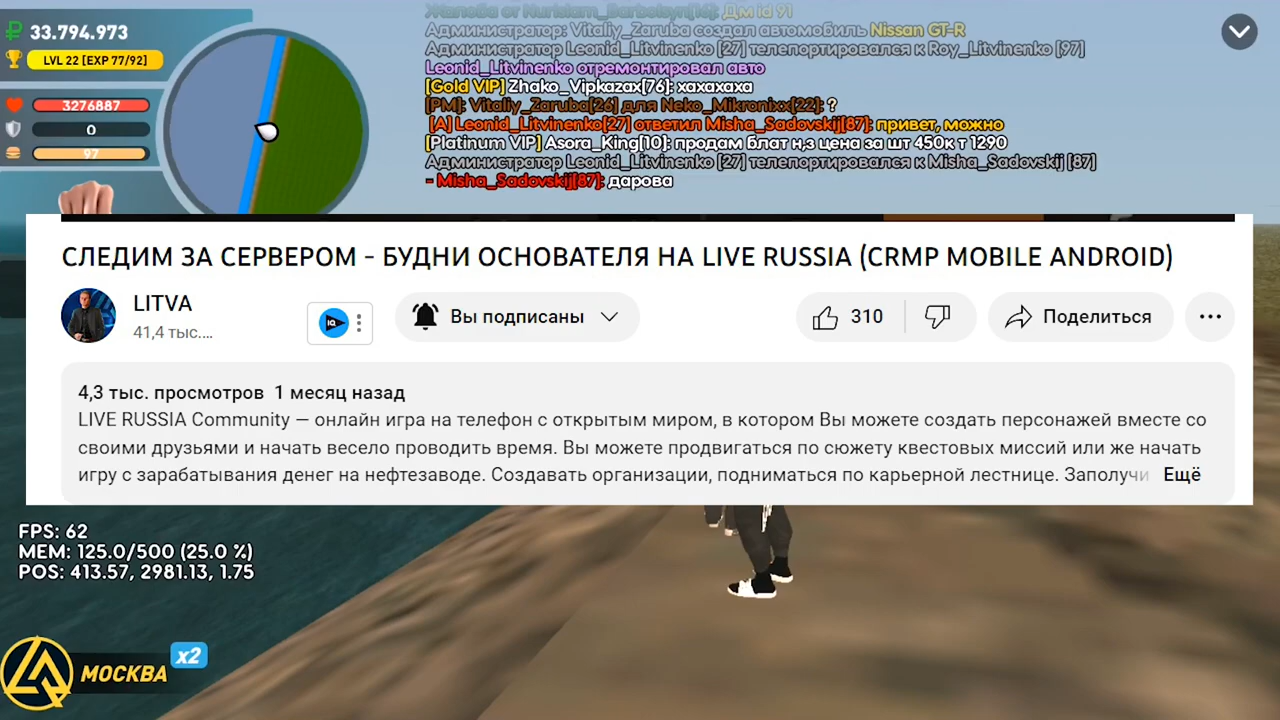 33.794.973
LVL 22 [EXP 77/92]
3276887
0
97
Жалоба от Nurislam_Barbolsyn[16]: Дм id 91
Администратор: Vitaliy_Zaruba создал автомобиль Nissan GT-R
Администратор Leonid_Litvinenko [27] телепортировался к Roy_Litvinenko [97]
Leonid_Litvinenko отремонтировал авто
[Gold VIP] Zhako_Vipkazax[76]: хахахаха
[PM]: Vitaliy_Zaruba[26] для Neko_Mikronixx[22]: ?
[A] Leonid_Litvinenko[27] ответил Misha_Sadovskij[87]: привет, можно
[Platinum VIP] Asora_King[10]: продам блат н,з цена за шт 450к т 1290
Администратор Leonid_Litvinenko [27] телепортировался к Misha_Sadovskij [87]
- Misha_Sadovskij[87]: дарова
СЛЕДИМ ЗА СЕРВЕРОМ - БУДНИ ОСНОВАТЕЛЯ НА LIVE RUSSIA (CRMP MOBILE ANDROID)
LITVA
41,4 тыс....
IQ
Вы подписаны
310
Поделиться
4,3 тыс. просмотров 1 месяц назад
LIVE RUSSIA Community — онлайн игра на телефон с открытым миром, в котором Вы можете создать персонажей вместе со
своими друзьями и начать весело проводить время. Вы можете продвигаться по сюжету квестовых миссий или же начать
игру с зарабатывания денег на нефтезаводе. Создавать организации, подниматься по карьерной лестнице. Заполучи Ещё
FPS: 62
MEM: 125.0/500 (25.0 %)
POS: 413.57, 2981.13, 1.75
МОСКВА
x2